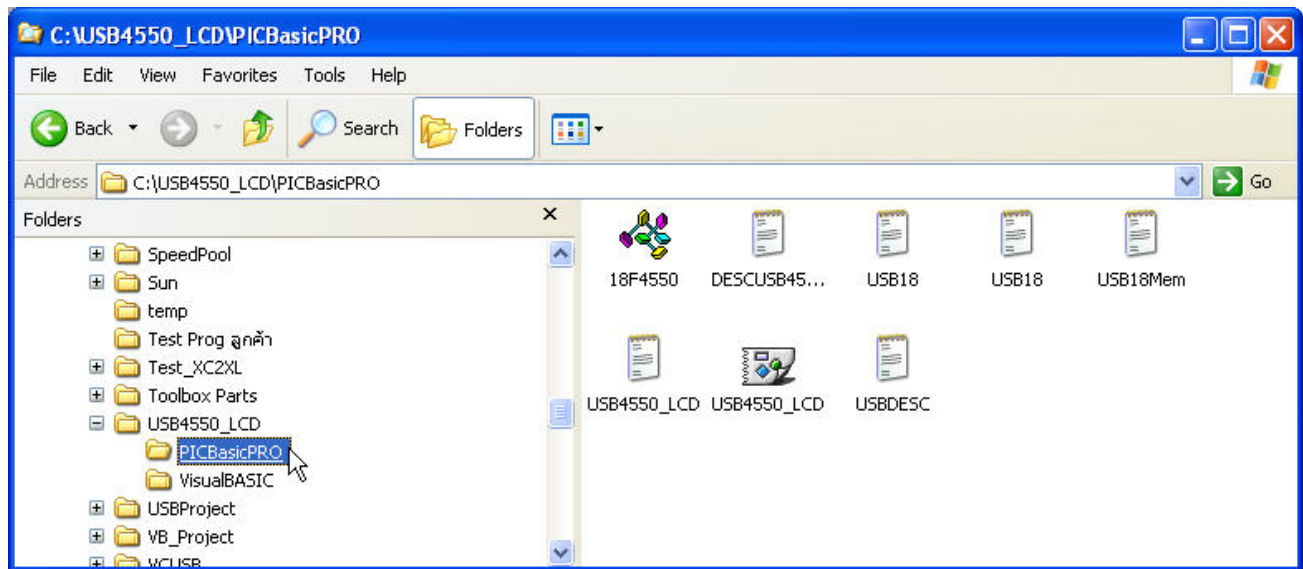 C:\USB4550_LCD\PICBasicPRO
File Edit View Favorites Tools Help
Back Search Folders
Address C:\USB4550_LCD\PICBasicPRO Go
Folders
SpeedPool
Sun
temp
Test Prog ลูกค้า
Test_XC2XL
Toolbox Parts
USB4550_LCD
PICBasicPRO
VisualBASIC
USBProject
VB_Project
VCUSB
18F4550 DESCUSB45... USB18 USB18 USB18Mem
USB4550_LCD USB4550_LCD USBDESC